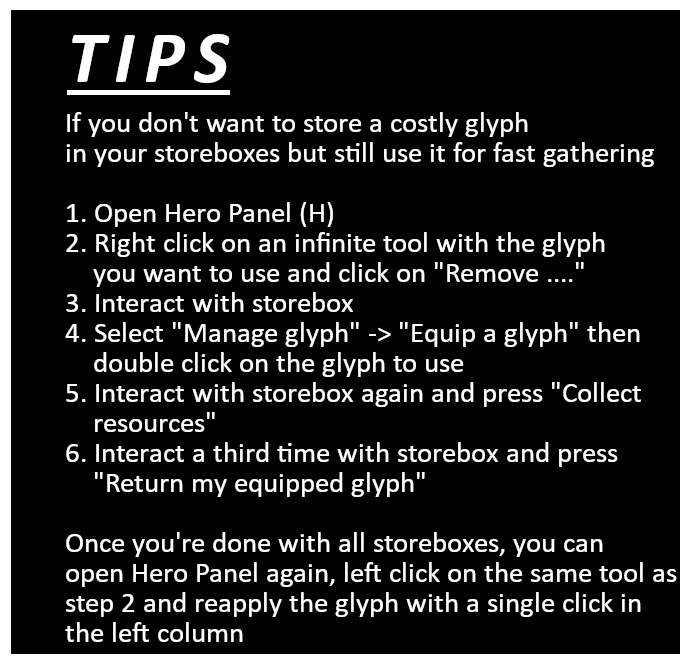 TIPS
If you don't want to store a costly glyph
in your storeboxes but still use it for fast gathering
1. Open Hero Panel (H)
2. Right click on an infinite tool with the glyph
you want to use and click on "Remove ...."
3. Interact with storebox
4. Select "Manage glyph" -> "Equip a glyph" then
double click on the glyph to use
5. Interact with storebox again and press "Collect
resources"
6. Interact a third time with storebox and press
"Return my equipped glyph"
Once you're done with all storeboxes, you can
open Hero Panel again, left click on the same tool as
step 2 and reapply the glyph with a single click in
the left column